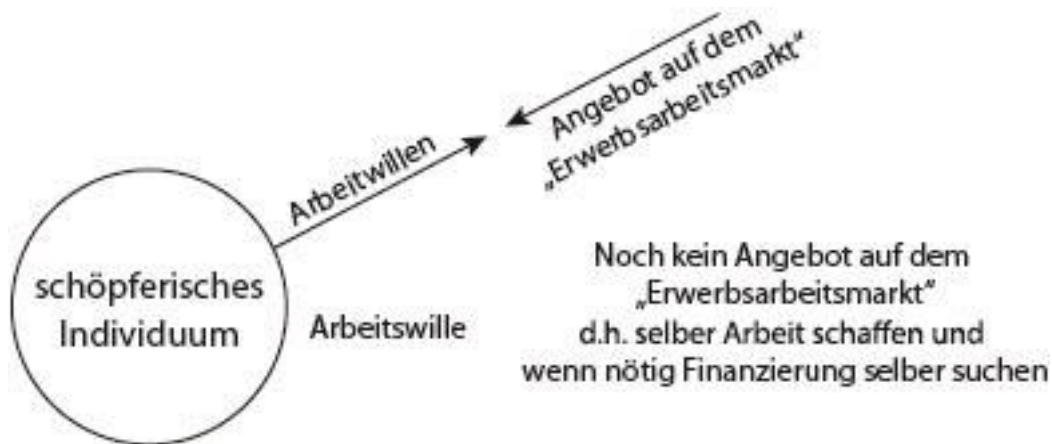 Angebot auf dem
„Erwerbsarbeitsmarkt“
Arbeitwillen
schöpferisches
Individuum
Arbeitswille
Noch kein Angebot auf dem
„Erwerbsarbeitsmarkt“
d.h. selber Arbeit schaffen und
wenn nötig Finanzierung selber suchen